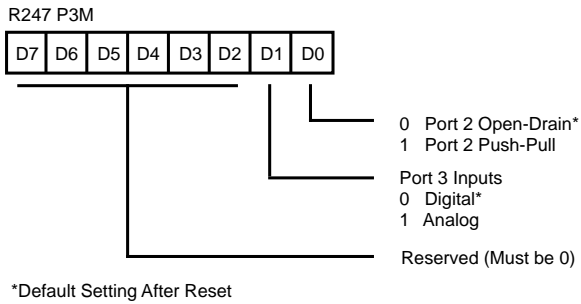 R247 P3M
D7 D6 D5 D4 D3 D2 D1 D0
0 Port 2 Open-Drain*
1 Port 2 Push-Pull
Port 3 Inputs
0 Digital*
1 Analog
Reserved (Must be 0)
*Default Setting After Reset